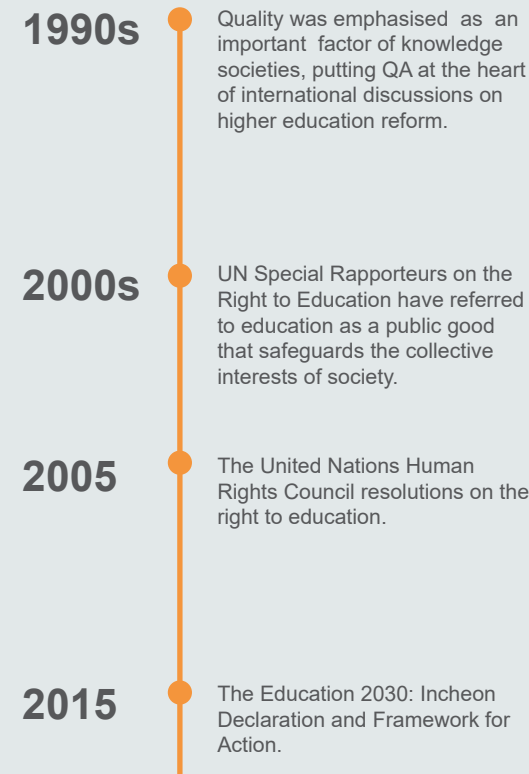 1990s
Quality was emphasised as an
important factor of knowledge
societies, putting QA at the heart
of international discussions on
higher education reform.
2000s
UN Special Rapporteurs on the
Right to Education have referred
to education as a public good
that safeguards the collective
interests of society.
2005
The United Nations Human
Rights Council resolutions on the
right to education.
2015
The Education 2030: Incheon
Declaration and Framework for
Action.